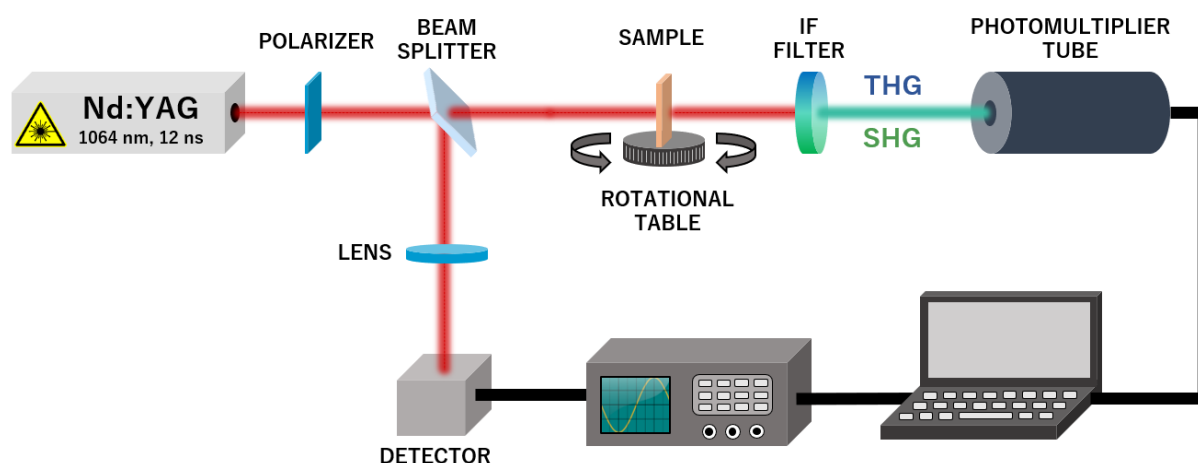 POLARIZER
BEAM
SPLITTER
SAMPLE
IF
FILTER
PHOTOMULTIPLIER
TUBE
Nd:YAG
1064 nm, 12 ns
THG
SHG
ROTATIONAL
TABLE
LENS
DETECTOR